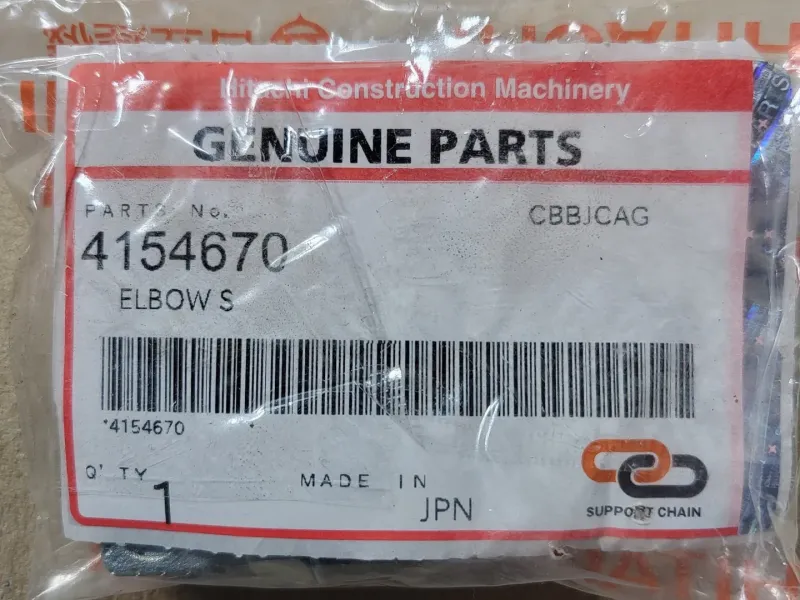 Hitachi Construction Machinery
GENUINE PARTS
PARTS No.
CBBJCAG
4154670
ELBOW S
*4154670 *
Q'TY
1
MADE IN
JPN
SUPPORT CHAIN